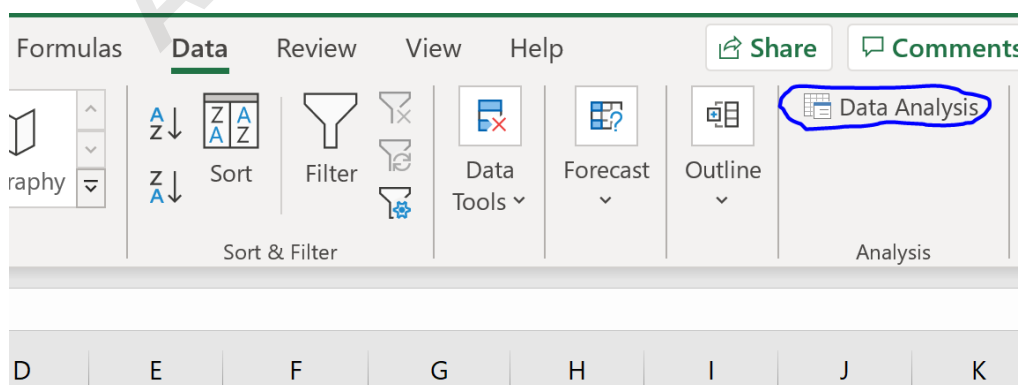 Formulas Data Review View Help Share Comments
Data Analysis
raphy Sort Filter Data Tools Forecast Outline
Sort & Filter Analysis
D E F G H I J K